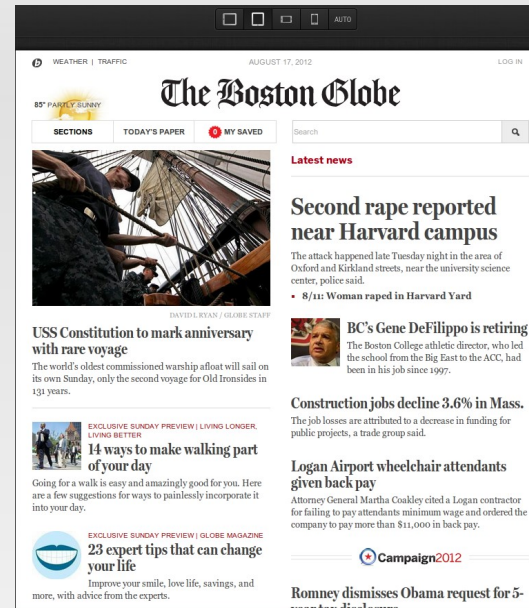 AUTO
b WEATHER | TRAFFIC
AUGUST 17, 2012
LOG IN
85° PARTLY SUNNY
The Boston Globe
SECTIONS
TODAY'S PAPER
0 MY SAVED
Search
DAVID L RYAN / GLOBE STAFF
USS Constitution to mark anniversary
with rare voyage
The world's oldest commissioned warship afloat will sail on
its own Sunday, only the second voyage for Old Ironsides in
131 years.
EXCLUSIVE SUNDAY PREVIEW | LIVING LONGER,
LIVING BETTER
14 ways to make walking part
of your day
Going for a walk is easy and amazingly good for you. Here
are a few suggestions for ways to painlessly incorporate it
into your day.
EXCLUSIVE SUNDAY PREVIEW | GLOBE MAGAZINE
23 expert tips that can change
your life
Improve your smile, love life, savings, and
more, with advice from the experts.
Latest news
Second rape reported
near Harvard campus
The attack happened late Tuesday night in the area of
Oxford and Kirkland streets, near the university science
center, police said.
▪ 8/11: Woman raped in Harvard Yard
BC's Gene DeFilippo is retiring
The Boston College athletic director, who led
the school from the Big East to the ACC, had
been in his job since 1997.
Construction jobs decline 3.6% in Mass.
The job losses are attributed to a decrease in funding for
public projects, a trade group said.
Logan Airport wheelchair attendants
given back pay
Attorney General Martha Coakley cited a Logan contractor
for failing to pay attendants minimum wage and ordered the
company to pay more than $11,000 in back pay.
Campaign2012
Romney dismisses Obama request for 5-